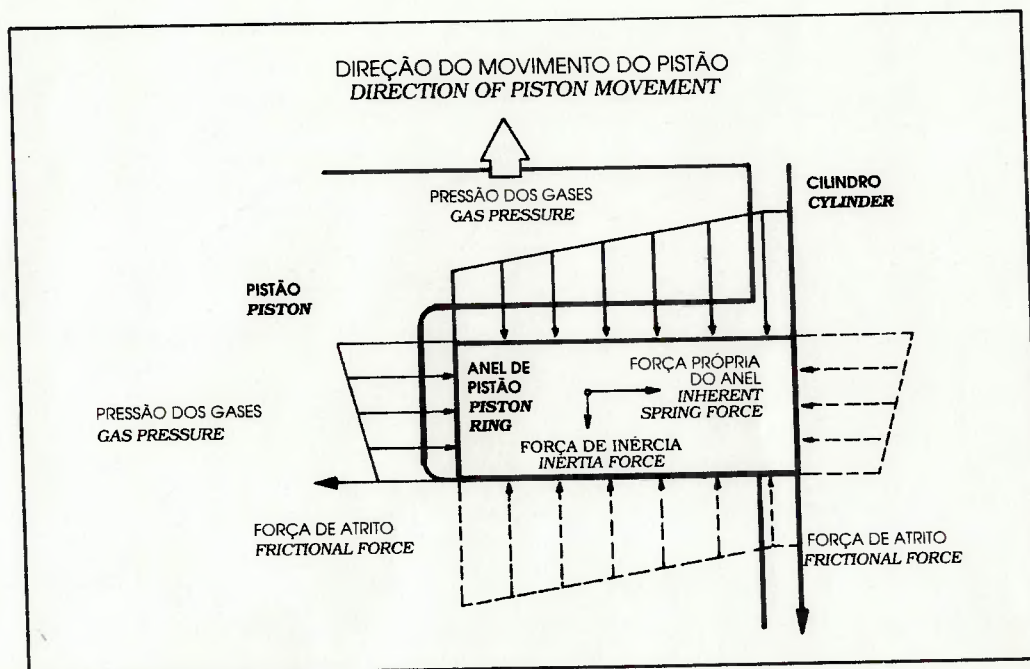 DIREÇÃO DO MOVIMENTO DO PISTÃO
DIRECTION OF PISTON MOVEMENT
PRESSÃO DOS GASES
GAS PRESSURE
CILINDRO
CYLINDER
PISTÃO
PISTON
ANEL DE
PISTÃO
PISTON
RING
FORÇA PRÓPRIA
DO ANEL
INHERENT
SPRING FORCE
PRESSÃO DOS GASES
GAS PRESSURE
FORÇA DE INÉRCIA
INÉRTIA FORCE
FORÇA DE ATRITO
FRICTIONAL FORCE
FORÇA DE ATRITO
FRICTIONAL FORCE